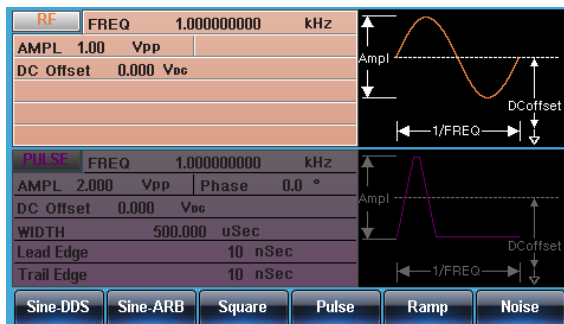 RF FREQ 1.000000000 kHz
AMPL 1.00 Vpp
DC Offset 0.000 VDC
Ampl
DCoffset
1/FREQ
PULSE FREQ 1.000000000 kHz
AMPL 2.000 Vpp Phase 0.0 °
DC Offset 0.000 VDC
WIDTH 500.000 uSec
Lead Edge 10 nSec
Trail Edge 10 nSec
Ampl
DCoffset
1/FREQ
Sine-DDS Sine-ARB Square Pulse Ramp Noise